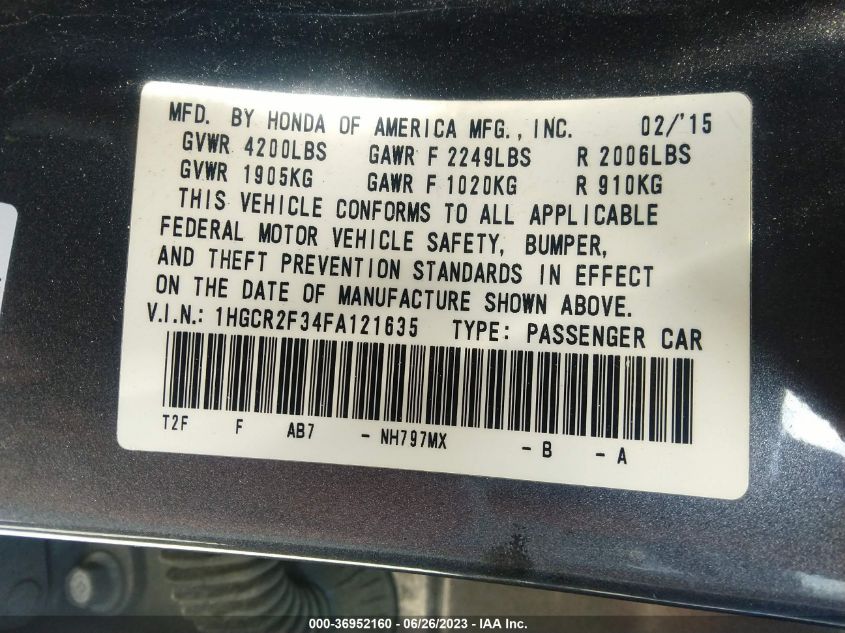 MFD. BY HONDA OF AMERICA MFG., INC. 02/'15
GVWR 4200LBS GAWR F 2249LBS R 2006LBS
GVWR 1905KG GAWR F 1020KG R 910KG
THIS VEHICLE CONFORMS TO ALL APPLICABLE
FEDERAL MOTOR VEHICLE SAFETY, BUMPER,
AND THEFT PREVENTION STANDARDS IN EFFECT
ON THE DATE OF MANUFACTURE SHOWN ABOVE.
V.I.N.: 1HGCR2F34FA121635 TYPE: PASSENGER CAR
T2F F AB7 - NH797MX - B - A
000-36952160 - 06/26/2023 - IAA Inc.